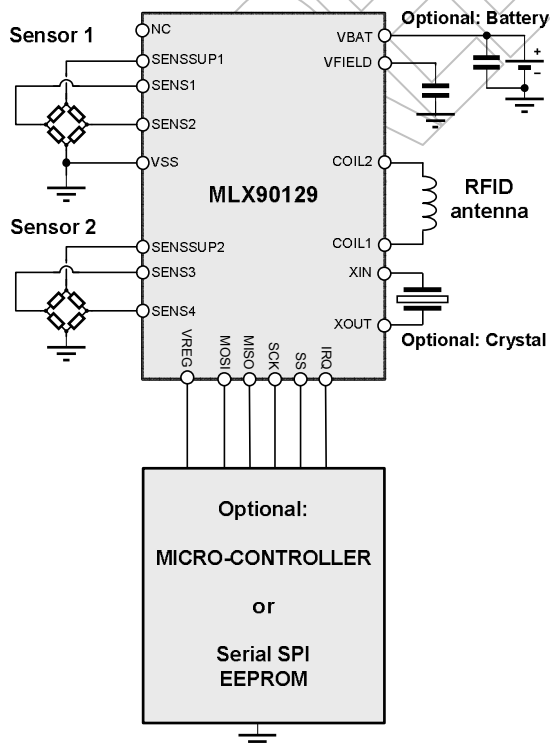 Sensor 1
NC
SENSSUP1
SENS1
SENS2
VSS
Sensor 2
SENSSUP2
SENS3
SENS4
MLX90129
VBAT
VFIELD
COIL2
COIL1
XIN
XOUT
Optional: Battery
+
−
RFID
antenna
Optional: Crystal
VREG
MOSI
MISO
SCK
SS
IRQ
Optional:
MICRO-CONTROLLER
or
Serial SPI
EEPROM